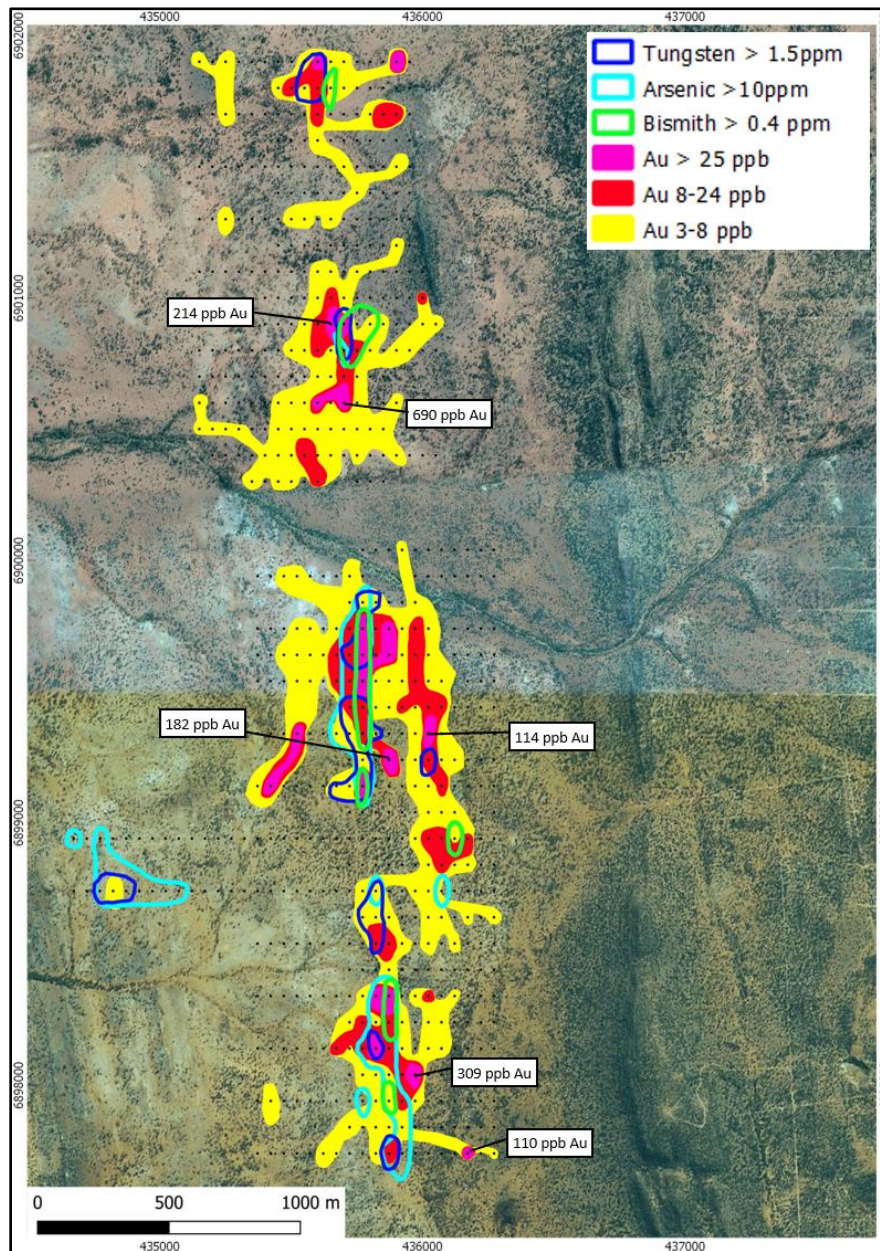 435000 436000 437000
6902000
Tungsten > 1.5ppm
Arsenic >10ppm
Bismith > 0.4 ppm
Au > 25 ppb
Au 8-24 ppb
Au 3-8 ppb
6901000
214 ppb Au
690 ppb Au
6900000
182 ppb Au
114 ppb Au
6899000
6898000
309 ppb Au
110 ppb Au
0 500 1000 m
435000 436000 437000